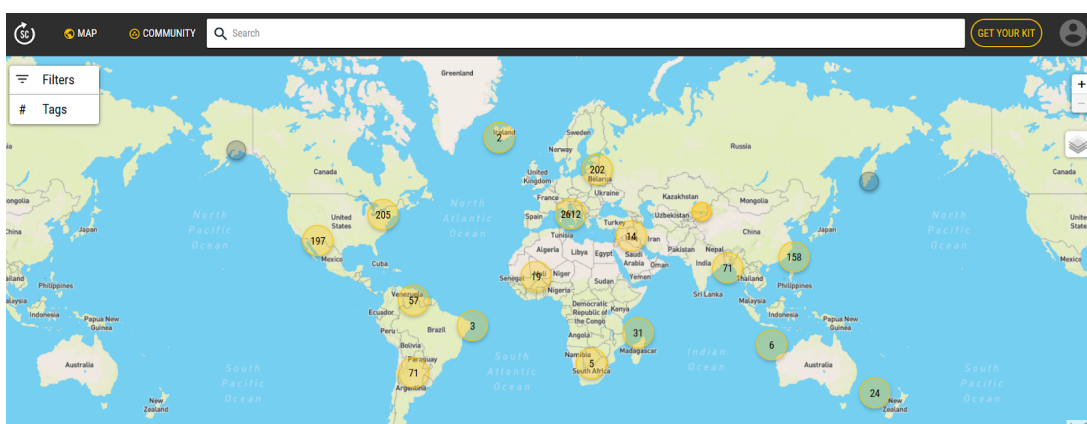 SC
MAP
COMMUNITY
Search
GET YOUR KIT
Filters
# Tags
+
Greenland
Iceland
2
Sweden
Norway
Russia
Canada
United
Kingdom
202
Belarus
Ukraine
France
Kazakhstan
Mongolia
Canada
North
Pacific
Ocean
205
United
States
197
Mexico
Cuba
North
Atlantic
Ocean
Spain
2612
Turkey
Uzbekistan
14
Iran
China
Japan
Tunisia
Algeria
Libya
Egypt
Saudi
Arabia
Oman
Pakistan
Nepal
India
71
158
Thailand
Philippines
Yemen
Senegal
Mali
19
Niger
Nigeria
Sudan
Sri Lanka
Malaysia
Indonesia
Papua New
Guinea
Venezuela
57
Ecuador
Peru
Brazil
3
Bolivia
Paraguay
71
Argentina
Democratic
Republic of
the Congo
Kenya
Angola
31
Madagascar
Namibia
5
South Africa
South
Atlantic
Ocean
Indian
Ocean
6
Australia
24
New
Zealand
South
Pacific
Ocean
North
Pacific
Ocean
United
States
Mexico
China
Japan
Philippines
Indonesia
Papua New
Guinea
Australia
New
Zealand
South
Pacific
Ocean